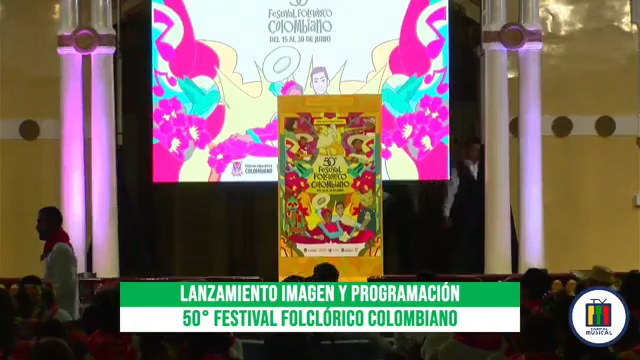 50°
Festival Folclórico
Colombiano
DEL 15 AL 30 DE JUNIO
COLOMBIANO
50°
FESTIVAL
FOLCLÓRICO
COLOMBIANO
LANZAMIENTO IMAGEN Y PROGRAMACIÓN
50° FESTIVAL FOLCLÓRICO COLOMBIANO
TV
CAPITAL
MUSICAL